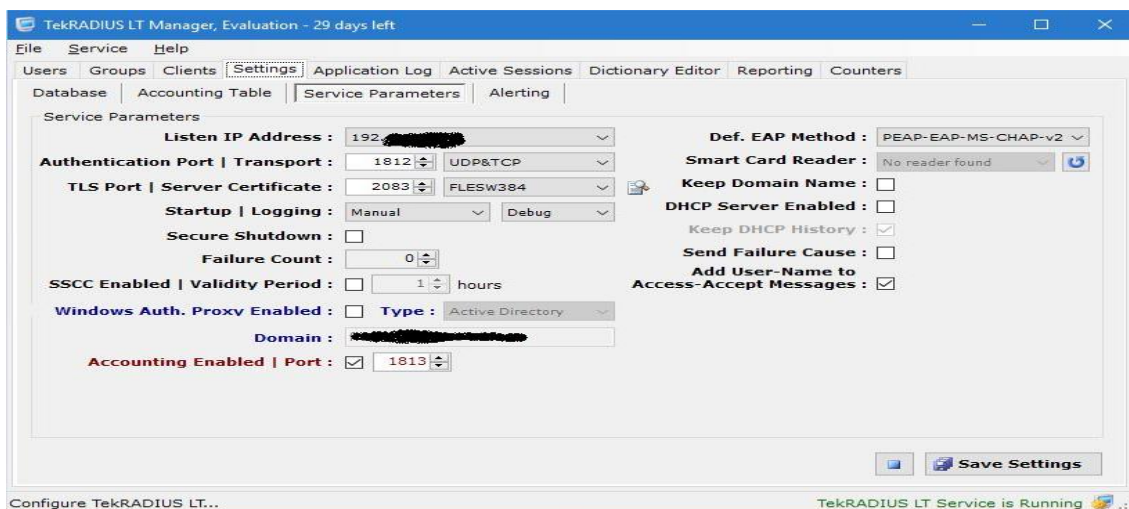 TekRADIUS LT Manager, Evaluation - 29 days left
File Service Help
Users Groups Clients Settings Application Log Active Sessions Dictionary Editor Reporting Counters
Database Accounting Table Service Parameters Alerting
Service Parameters
Listen IP Address : 192.
Authentication Port | Transport : 1812 UDP&TCP
TLS Port | Server Certificate : 2083 FLESW384
Startup | Logging : Manual Debug
Secure Shutdown :
Failure Count : 0
SSCC Enabled | Validity Period : 1 hours
Windows Auth. Proxy Enabled : Type : Active Directory
Domain :
Accounting Enabled | Port : 1813
Def. EAP Method : PEAP-EAP-MS-CHAP-v2
Smart Card Reader : No reader found
Keep Domain Name :
DHCP Server Enabled :
Keep DHCP History :
Send Failure Cause :
Add User-Name to
Access-Accept Messages :
Save Settings
Configure TekRADIUS LT...
TekRADIUS LT Service is Running